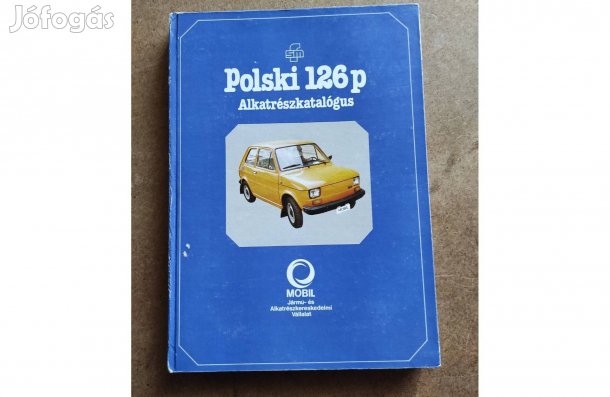 Jófogás
Polski 126p
Alkatrészkatalógus
MOBIL
Jármű- és
Alkatrészkereskedelmi
Vállalat